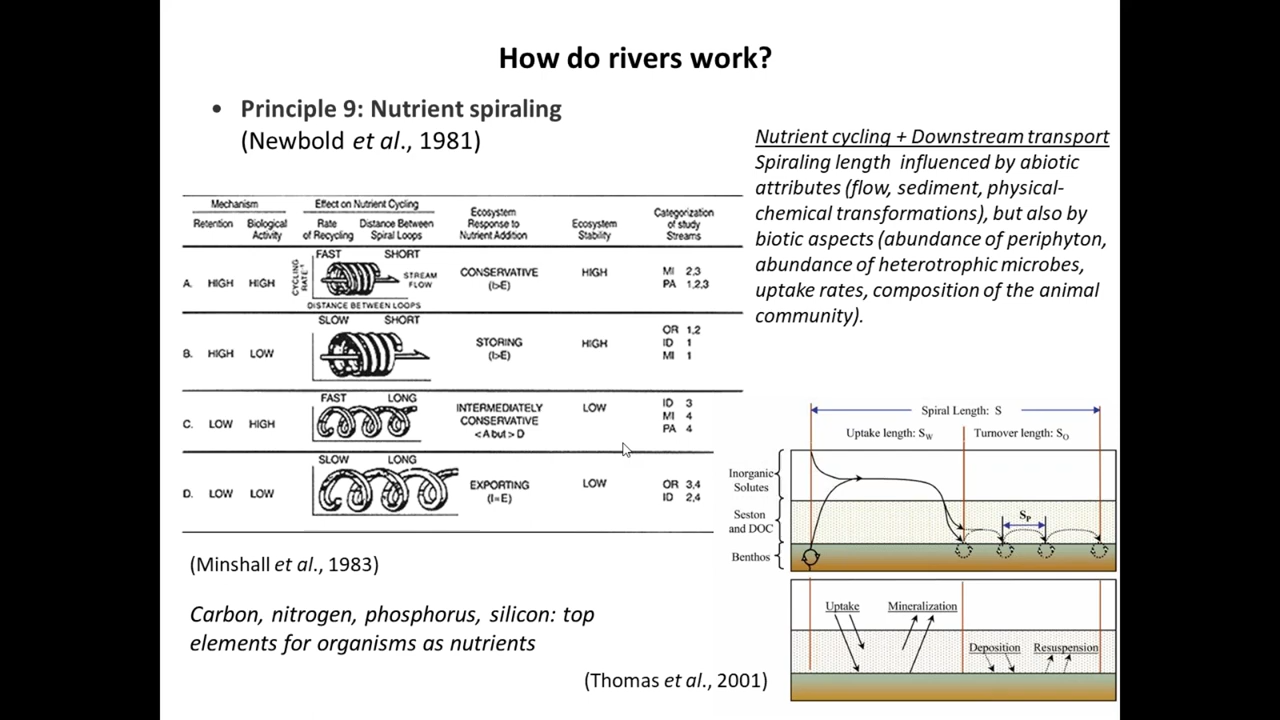 How do rivers work?
• Principle 9: Nutrient spiraling
(Newbold et al., 1981)
Nutrient cycling + Downstream transport
Spiraling length influenced by abiotic
attributes (flow, sediment, physical-
chemical transformations), but also by
biotic aspects (abundance of periphyton,
abundance of heterotrophic microbes,
uptake rates, composition of the animal
community).
Mechanism Effect on Nutrient Cycling Ecosystem Categorization
Retention Biological Rate Distance Between Response to Ecosystem of study
Activity of Recycling Spiral Loops Nutrient Addition Stability Streams
FAST SHORT
A. HIGH HIGH CYCLING RATE⁻¹ STREAM FLOW CONSERVATIVE HIGH MI 2,3
(I>E) PA 1,2,3
DISTANCE BETWEEN LOOPS
SLOW SHORT
B. HIGH LOW STORING HIGH OR 1,2
(I>E) ID 1
MI 1
FAST LONG
C. LOW HIGH INTERMEDIATELY LOW ID 3
CONSERVATIVE MI 4
<A but > D PA 4
SLOW LONG
D. LOW LOW EXPORTING LOW OR 3,4
(I=E) ID 2,4
(Minshall et al., 1983)
Carbon, nitrogen, phosphorus, silicon: top
elements for organisms as nutrients
Spiral Length: S
Uptake length: SW Turnover length: SO
Inorganic
Solutes
Seston
and DOC
SP
Benthos
Uptake Mineralization
Deposition Resuspension
(Thomas et al., 2001)